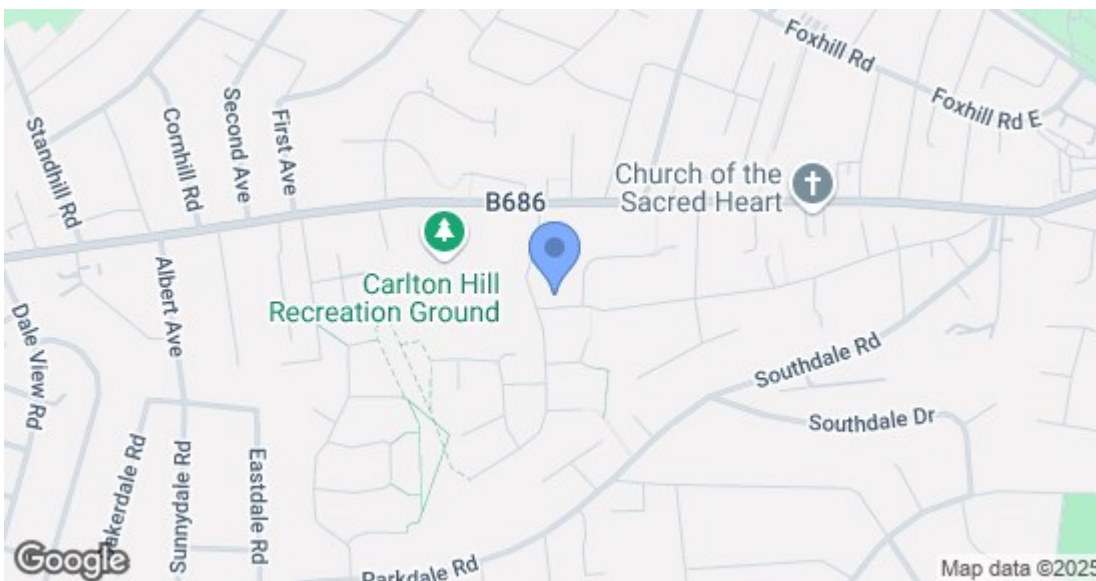 Foxhill Rd
Foxhill Rd E
Second Ave
First Ave
Cornhill Rd
Standhill Rd
Church of the
Sacred Heart
B686
Carlton Hill
Recreation Ground
Albert Ave
Dale View Rd
Southdale Rd
Southdale Dr
akerdale Rd
Sunnydale Rd
Eastdale Rd
Parkdale Rd
Google
Map data ©2025